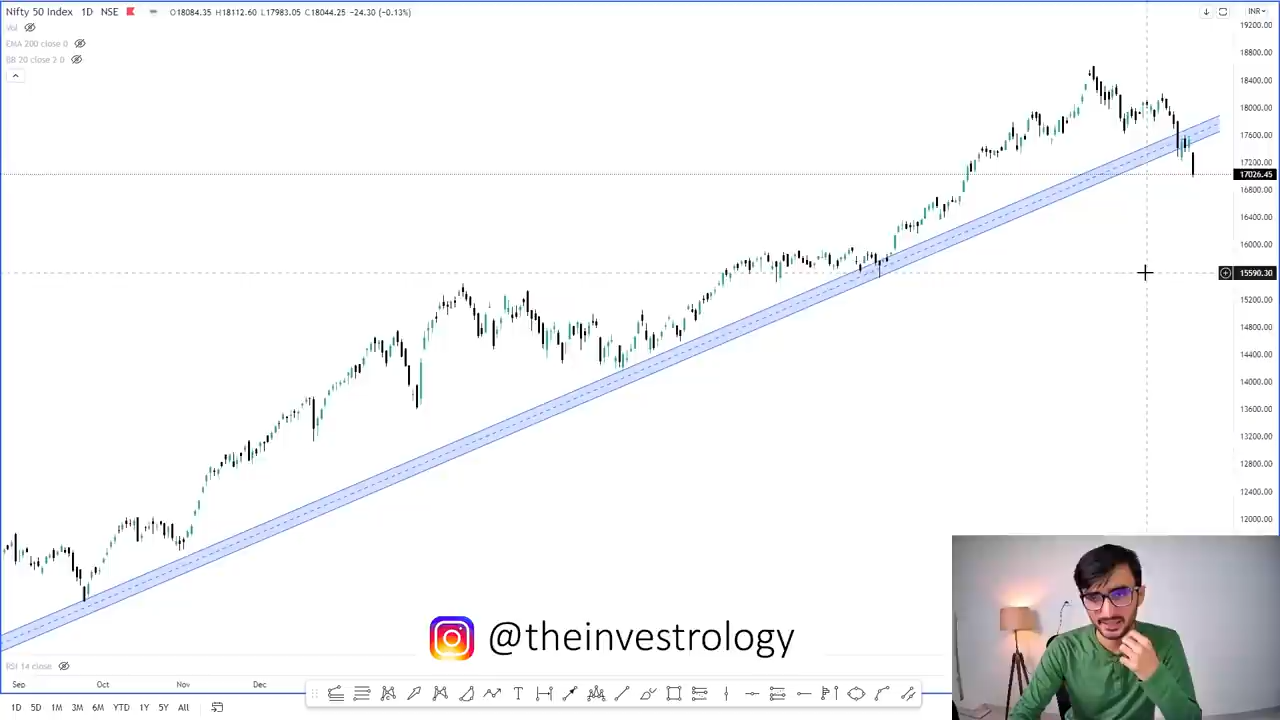 Nifty 50 Index 1D NSE O18084.35 H18112.60 L17983.05 C18044.25 −24.30 (−0.13%) INR
Vol
EMA 200 close 0
BB 20 close 2 0
19200.00
18800.00
18400.00
18000.00
17600.00
17200.00
17026.45
16800.00
16400.00
16000.00
15590.30
15200.00
14800.00
14400.00
14000.00
13600.00
13200.00
12800.00
12400.00
12000.00
@theinvestrology
RSI 14 close
Sep Oct Nov Dec
1D 5D 1M 3M 6M YTD 1Y 5Y All